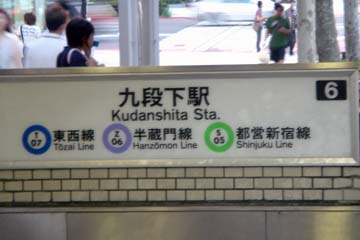 6
九段下駅
Kudanshita Sta.
T 07 東西線 Z 06 半蔵門線 S 05 都営新宿線
Tōzai Line Hanzōmon Line Shinjuku Line